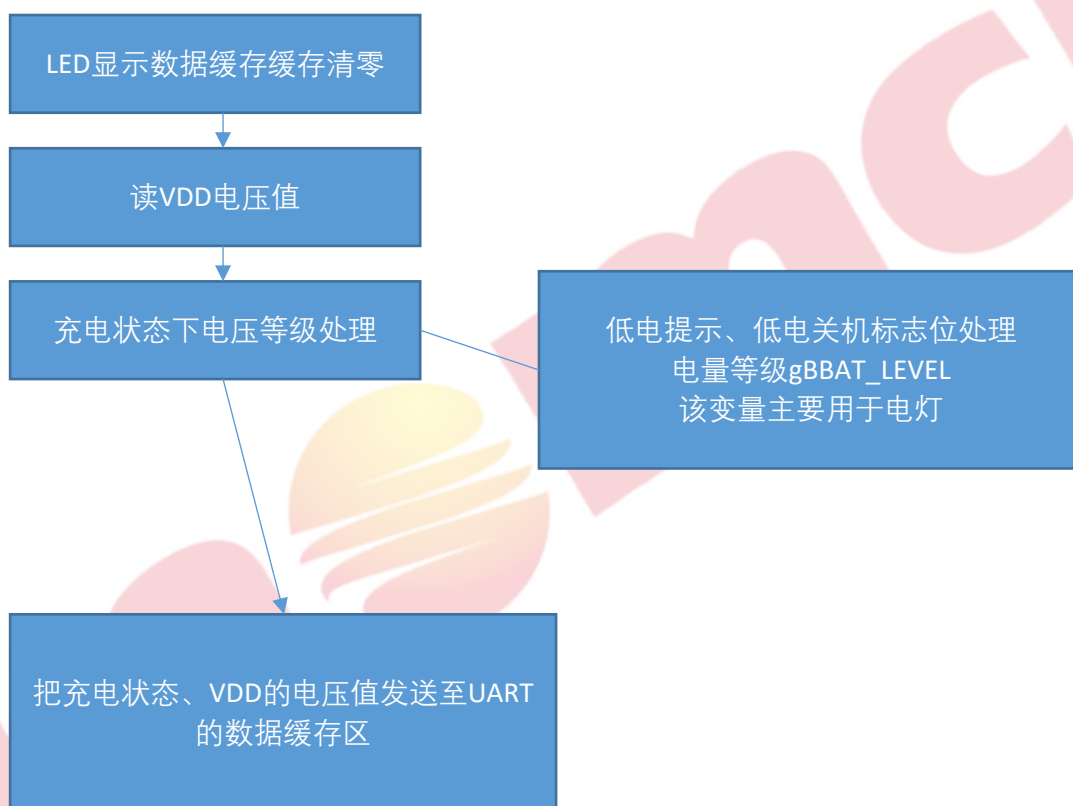 LED显示数据缓存缓存清零
读VDD电压值
充电状态下电压等级处理
低电提示、低电关机标志位处理
电量等级gBBAT_LEVEL
该变量主要用于电灯
把充电状态、VDD的电压值发送至UART
的数据缓存区